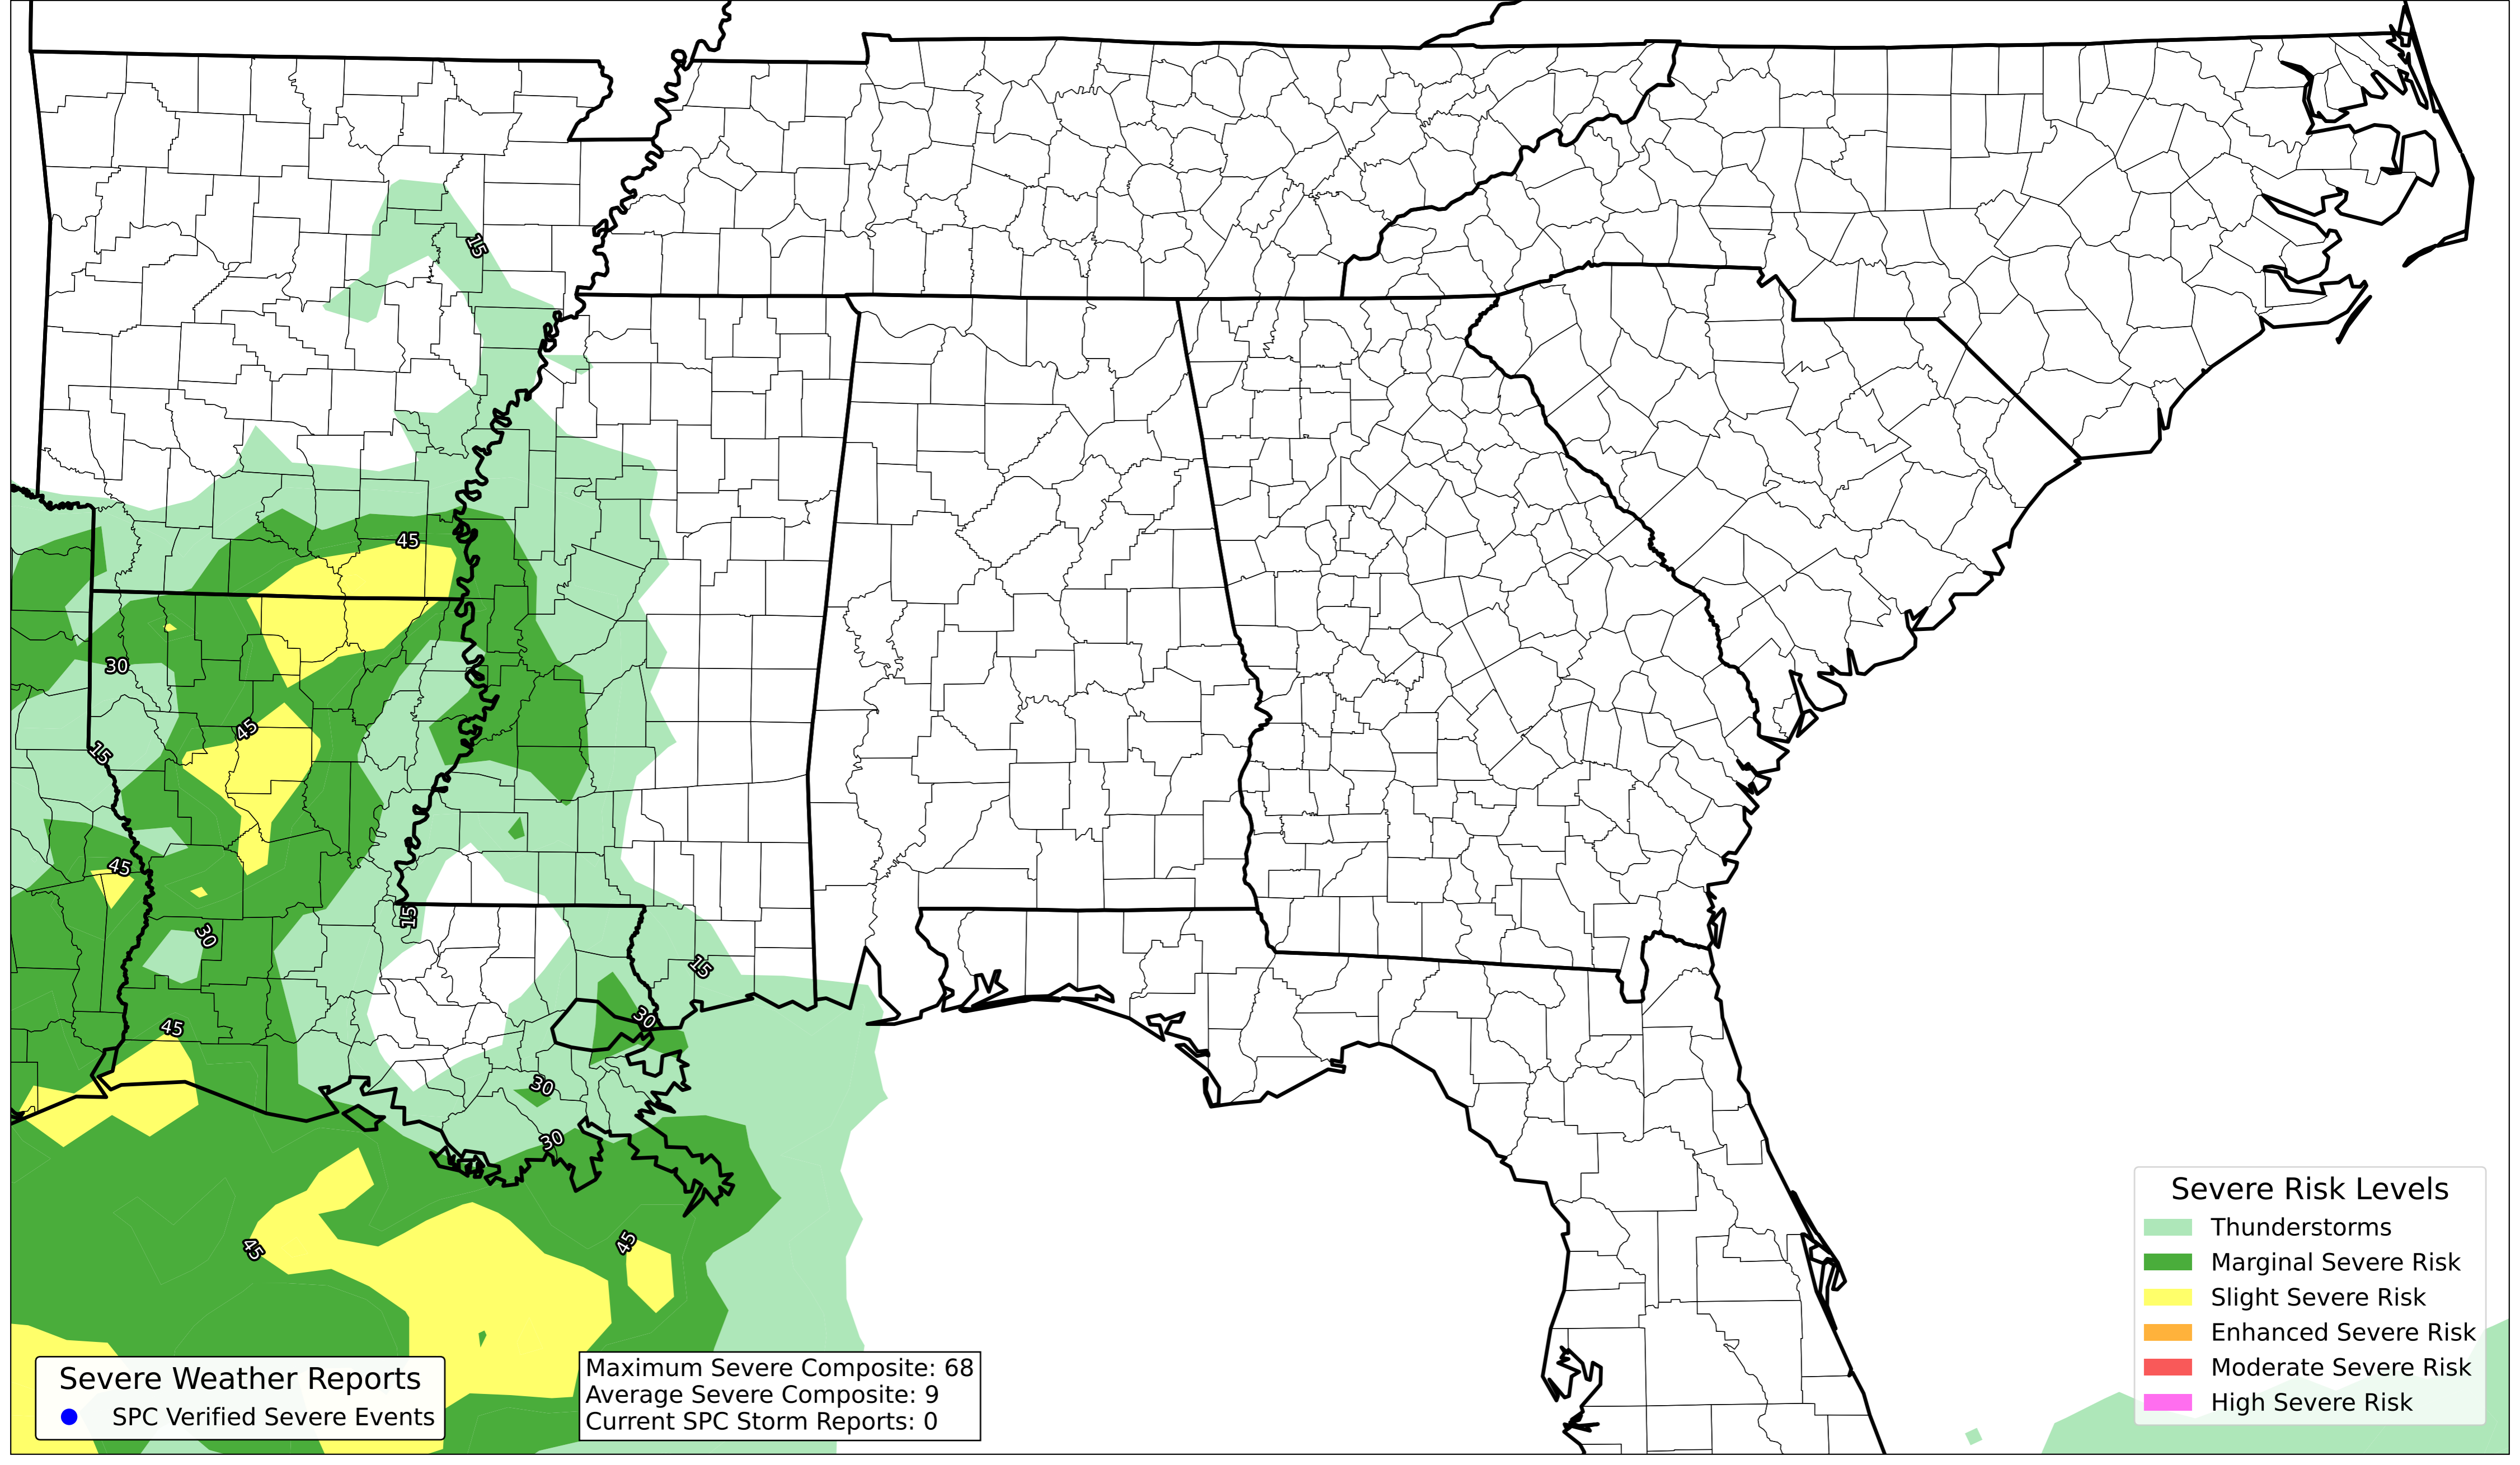 15
45
30
45
15
45
30
15
15
30
45
30
30
45
45
Severe Risk Levels
Thunderstorms
Marginal Severe Risk
Slight Severe Risk
Enhanced Severe Risk
Moderate Severe Risk
High Severe Risk
Severe Weather Reports
SPC Verified Severe Events
Maximum Severe Composite: 68
Average Severe Composite: 9
Current SPC Storm Reports: 0